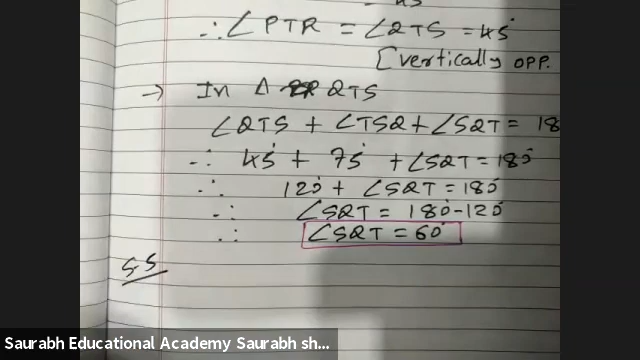 45°
∴ ∠PTR = ∠QTS = 45°
[vertically opp.
→ In Δ QTS
∠QTS + ∠TSQ + ∠SQT = 18
∴ 45° + 75° + ∠SQT = 180°
∴ 120° + ∠SQT = 180°
∴ ∠SQT = 180° - 120°
∴ ∠SQT = 60°
S.S
Saurabh Educational Academy Saurabh sh...